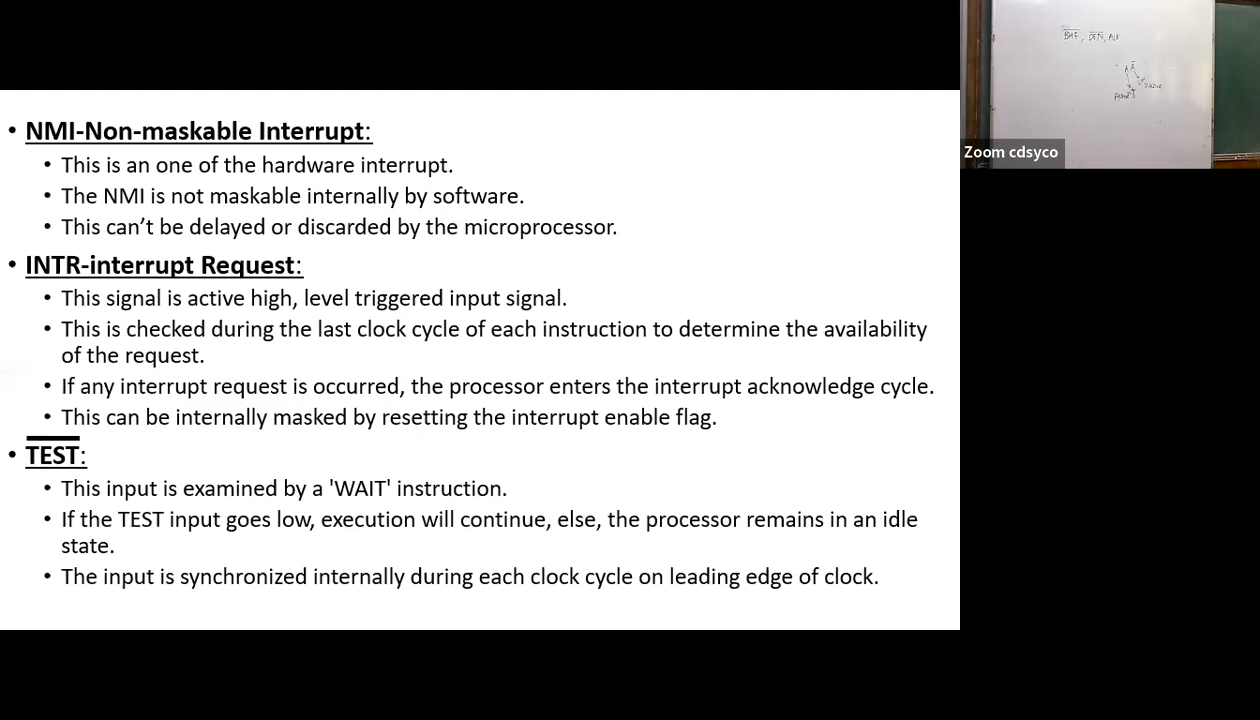 • NMI-Non-maskable Interrupt:
• This is an one of the hardware interrupt.
• The NMI is not maskable internally by software.
• This can’t be delayed or discarded by the microprocessor.
• INTR-interrupt Request:
• This signal is active high, level triggered input signal.
• This is checked during the last clock cycle of each instruction to determine the availability
of the request.
• If any interrupt request is occurred, the processor enters the interrupt acknowledge cycle.
• This can be internally masked by resetting the interrupt enable flag.
• TEST:
• This input is examined by a 'WAIT' instruction.
• If the TEST input goes low, execution will continue, else, the processor remains in an idle
state.
• The input is synchronized internally during each clock cycle on leading edge of clock.
BHE, DEN, ALE
Zoom cdsyco